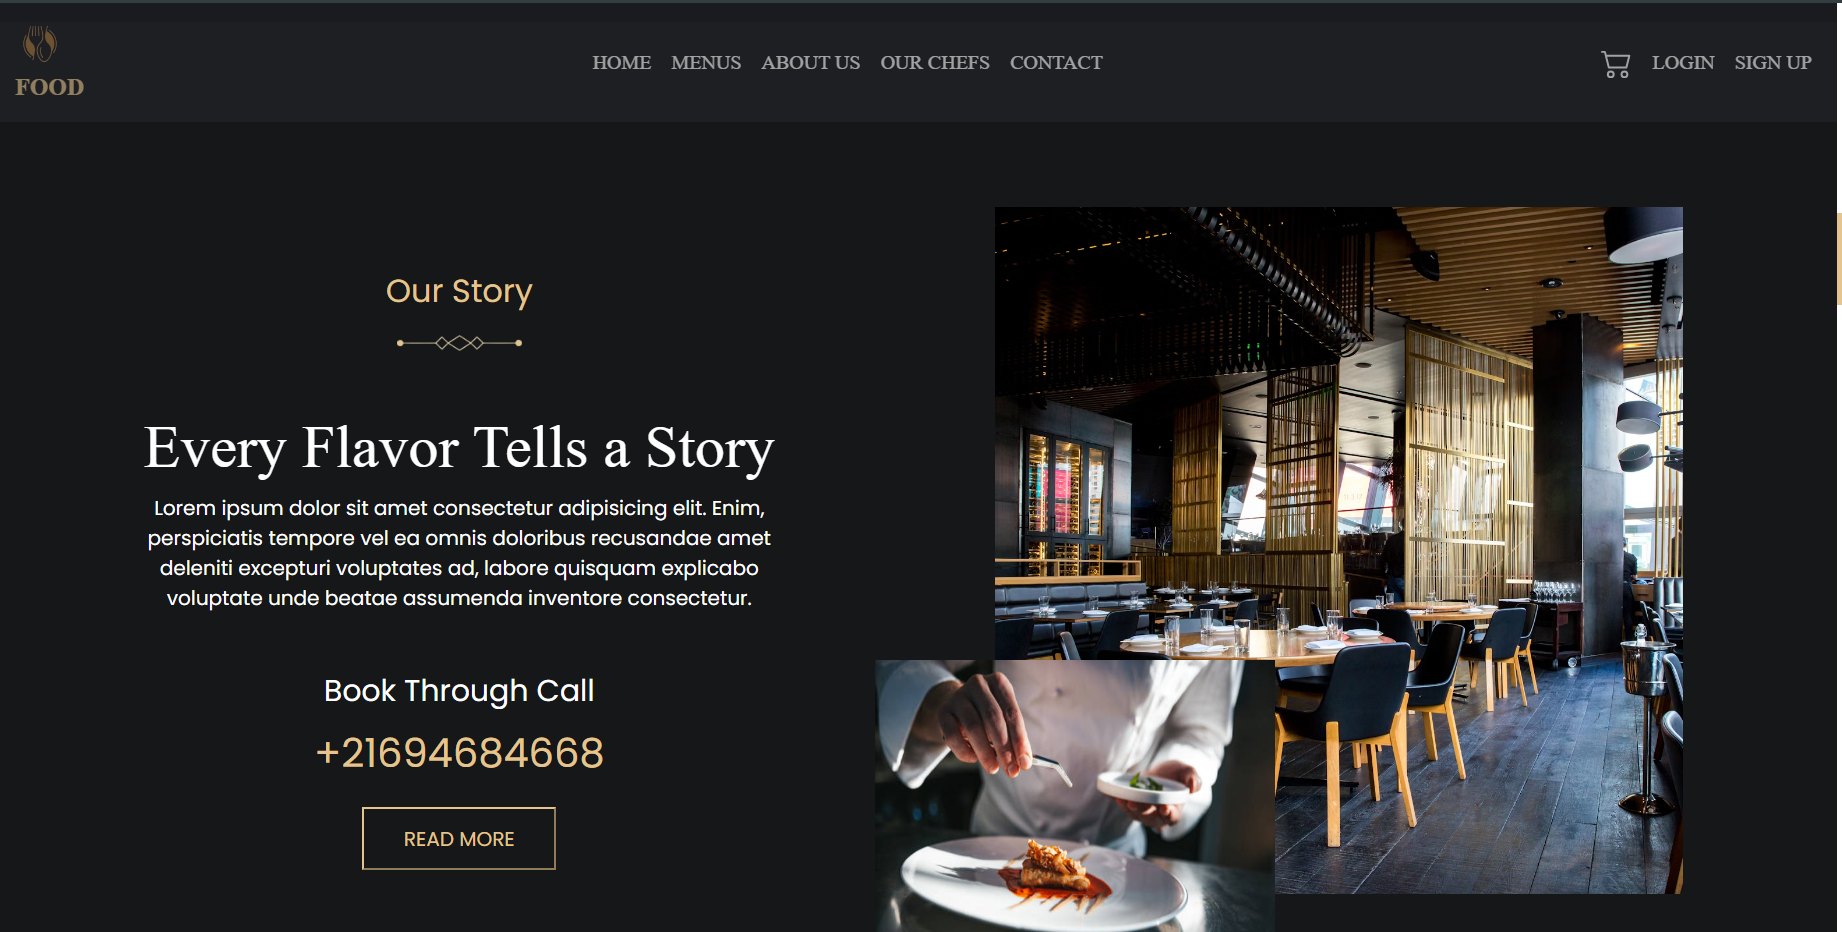 FOOD
HOME MENUS ABOUT US OUR CHEFS CONTACT
LOGIN SIGN UP
Our Story
Every Flavor Tells a Story
Lorem ipsum dolor sit amet consectetur adipisicing elit. Enim,
perspiciatis tempore vel ea omnis doloribus recusandae amet
deleniti excepturi voluptates ad, labore quisquam explicabo
voluptate unde beatae assumenda inventore consectetur.
Book Through Call
+21694684668
READ MORE